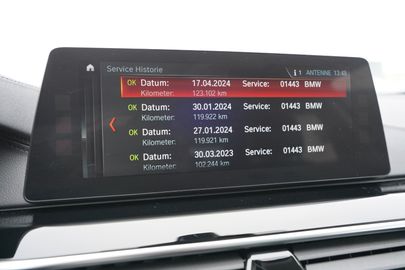 Service Historie
1 ANTENNE 13:43
OK Datum: 17.04.2024 Service: 01443 BMW
Kilometer: 123.102 km
OK Datum: 30.01.2024 Service: 01443 BMW
Kilometer: 119.922 km
OK Datum: 27.01.2024 Service: 01443 BMW
Kilometer: 119.921 km
OK Datum: 30.03.2023 Service: 01443 BMW
Kilometer: 102.244 km